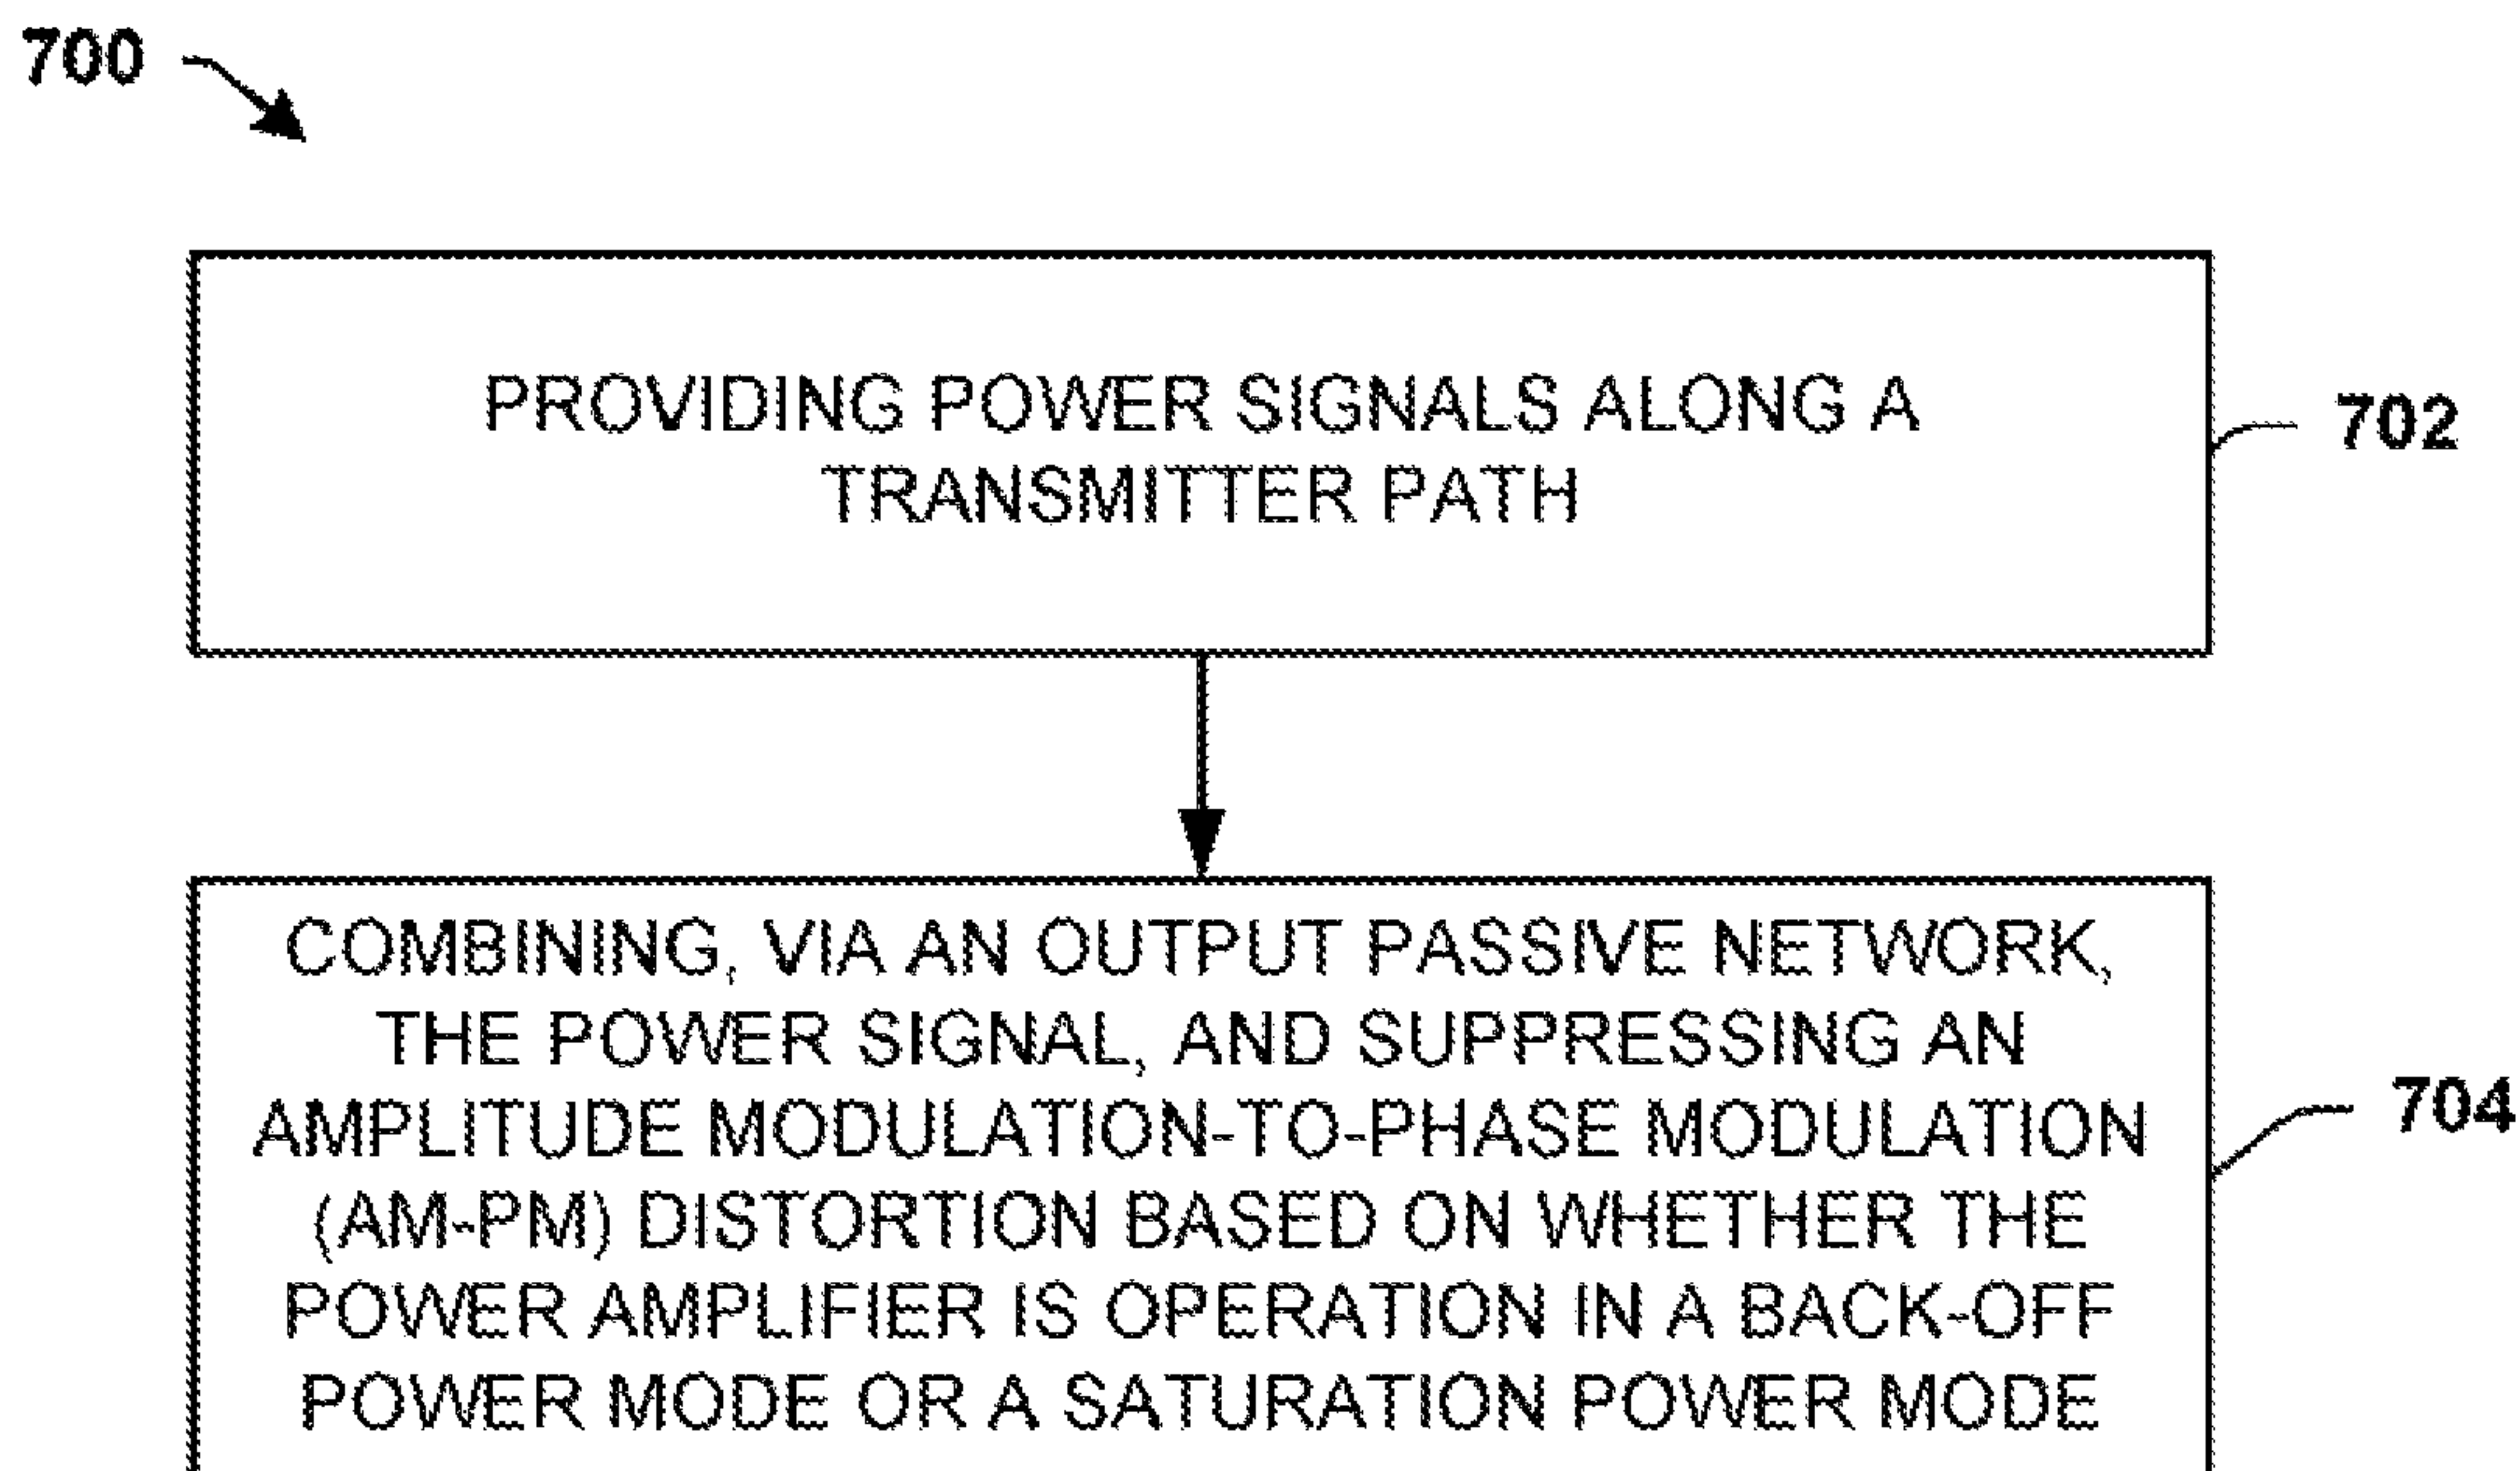 700
PROVIDING POWER SIGNALS ALONG A
TRANSMITTER PATH
702
COMBINING, VIA AN OUTPUT PASSIVE NETWORK,
THE POWER SIGNAL, AND SUPPRESSING AN
AMPLITUDE MODULATION-TO-PHASE MODULATION
(AM-PM) DISTORTION BASED ON WHETHER THE
POWER AMPLIFIER IS OPERATION IN A BACK-OFF
POWER MODE OR A SATURATION POWER MODE
704